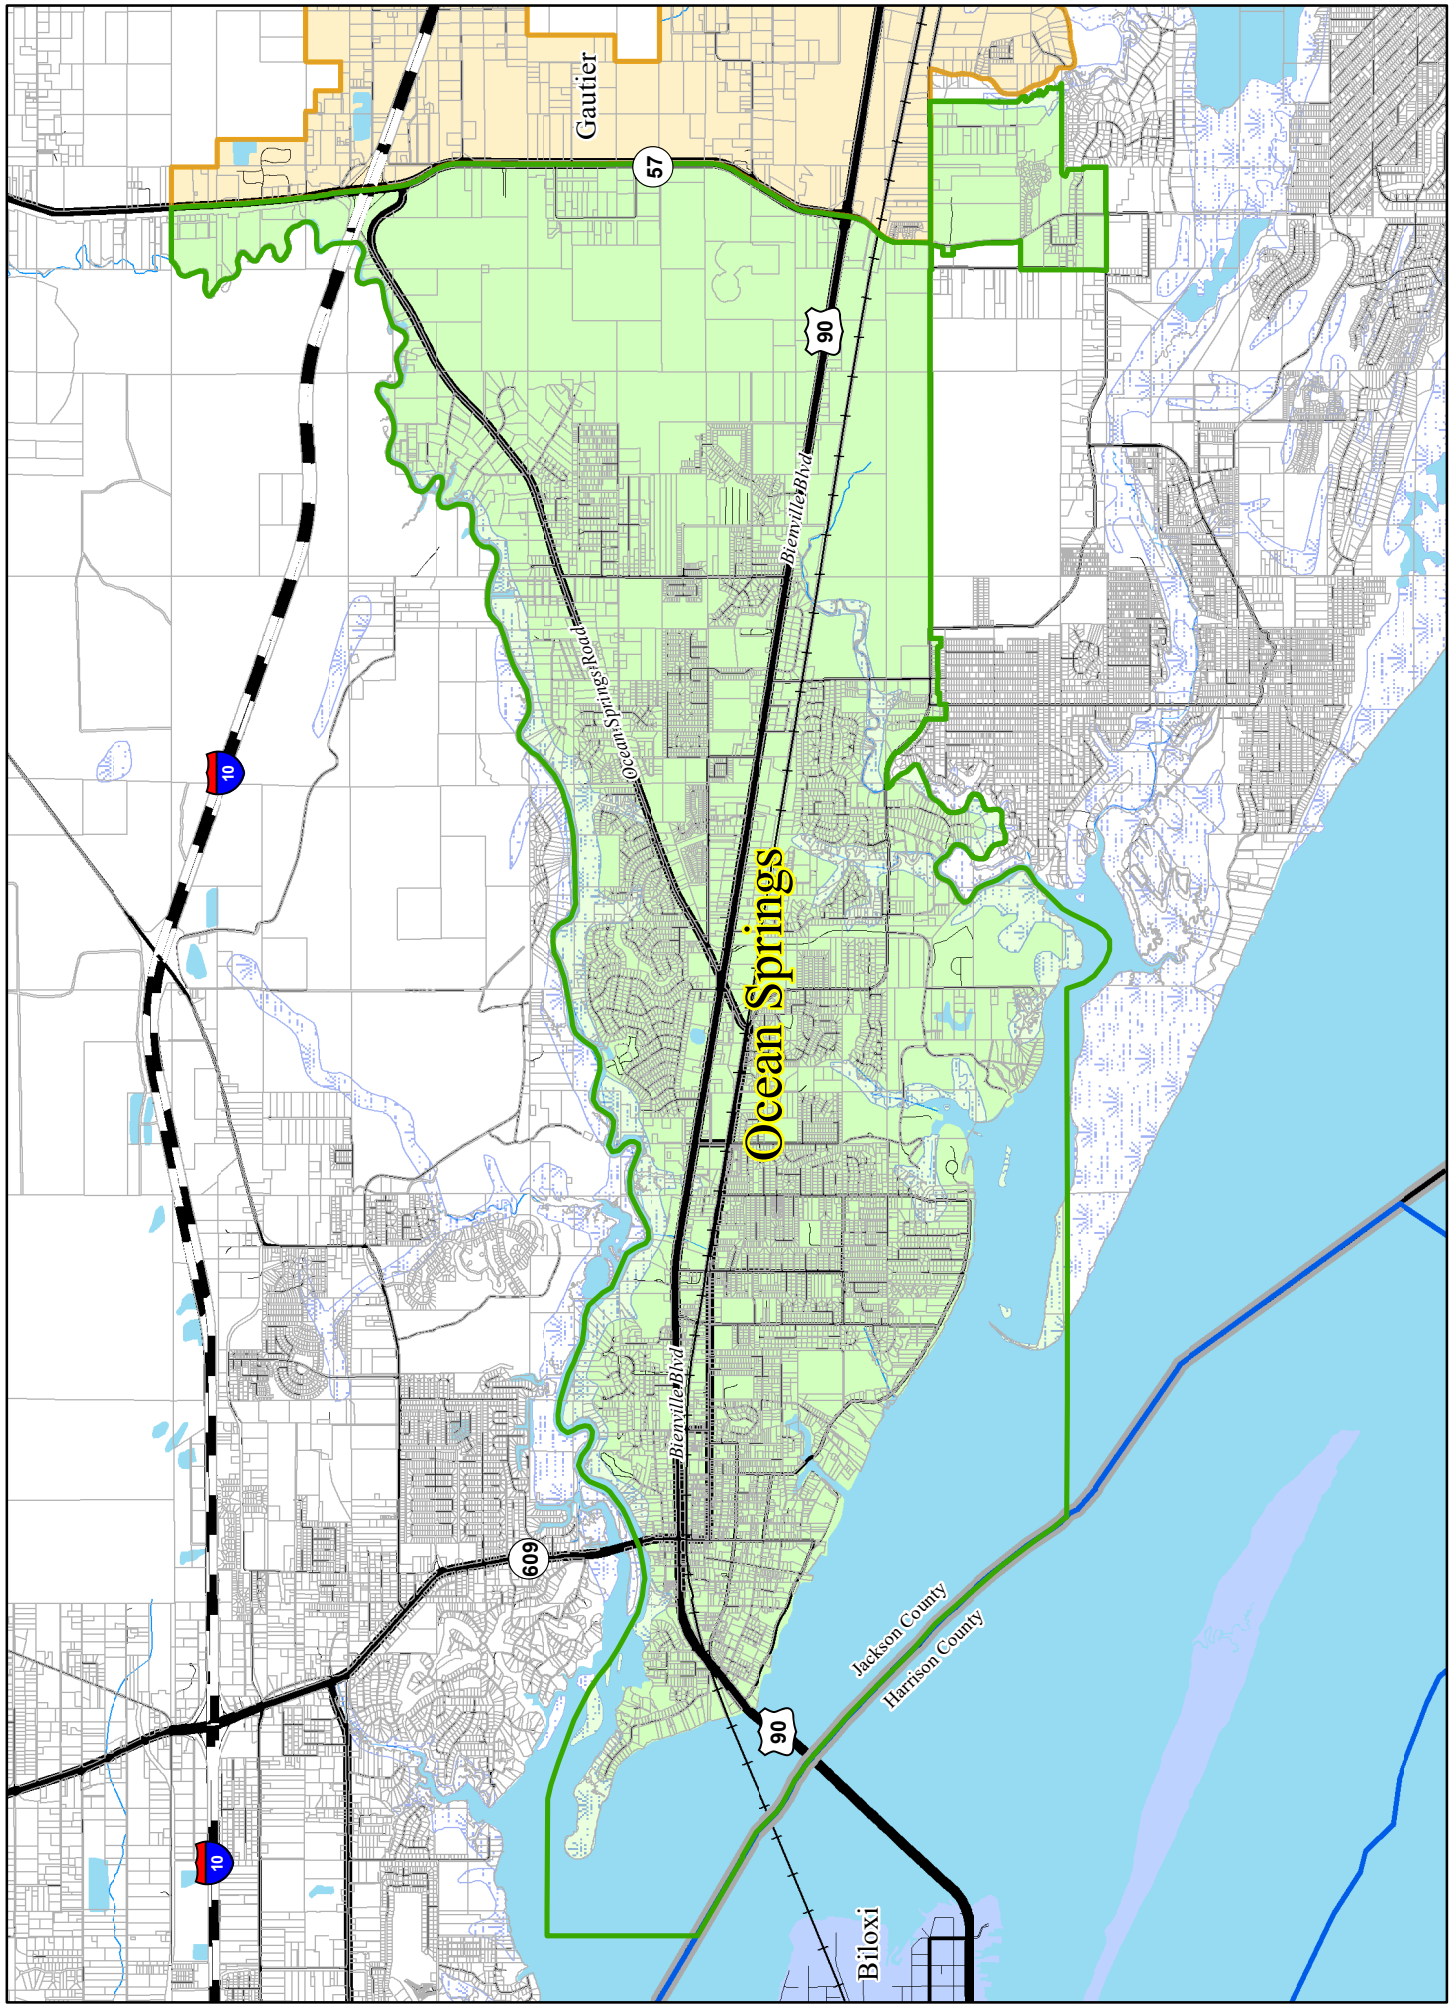 Gautier
57
90
Bienville Blvd
Ocean Springs Road
10
Ocean Springs
Bienville Blvd
609
Jackson County
Harrison County
90
10
Biloxi